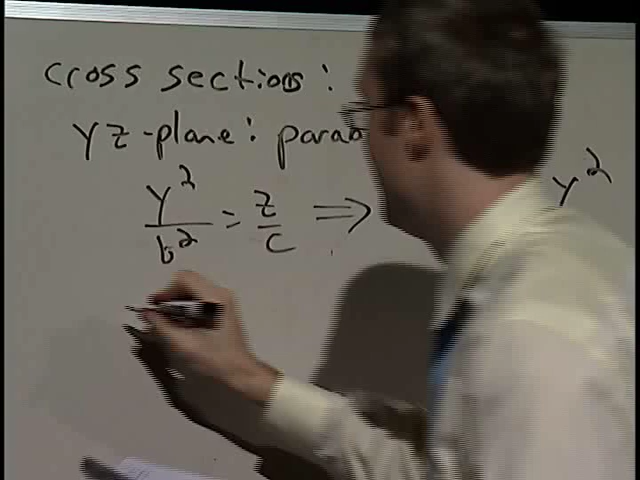 cross sections:
yz-plane: parab
y²/b² = z/c ⇒ y²